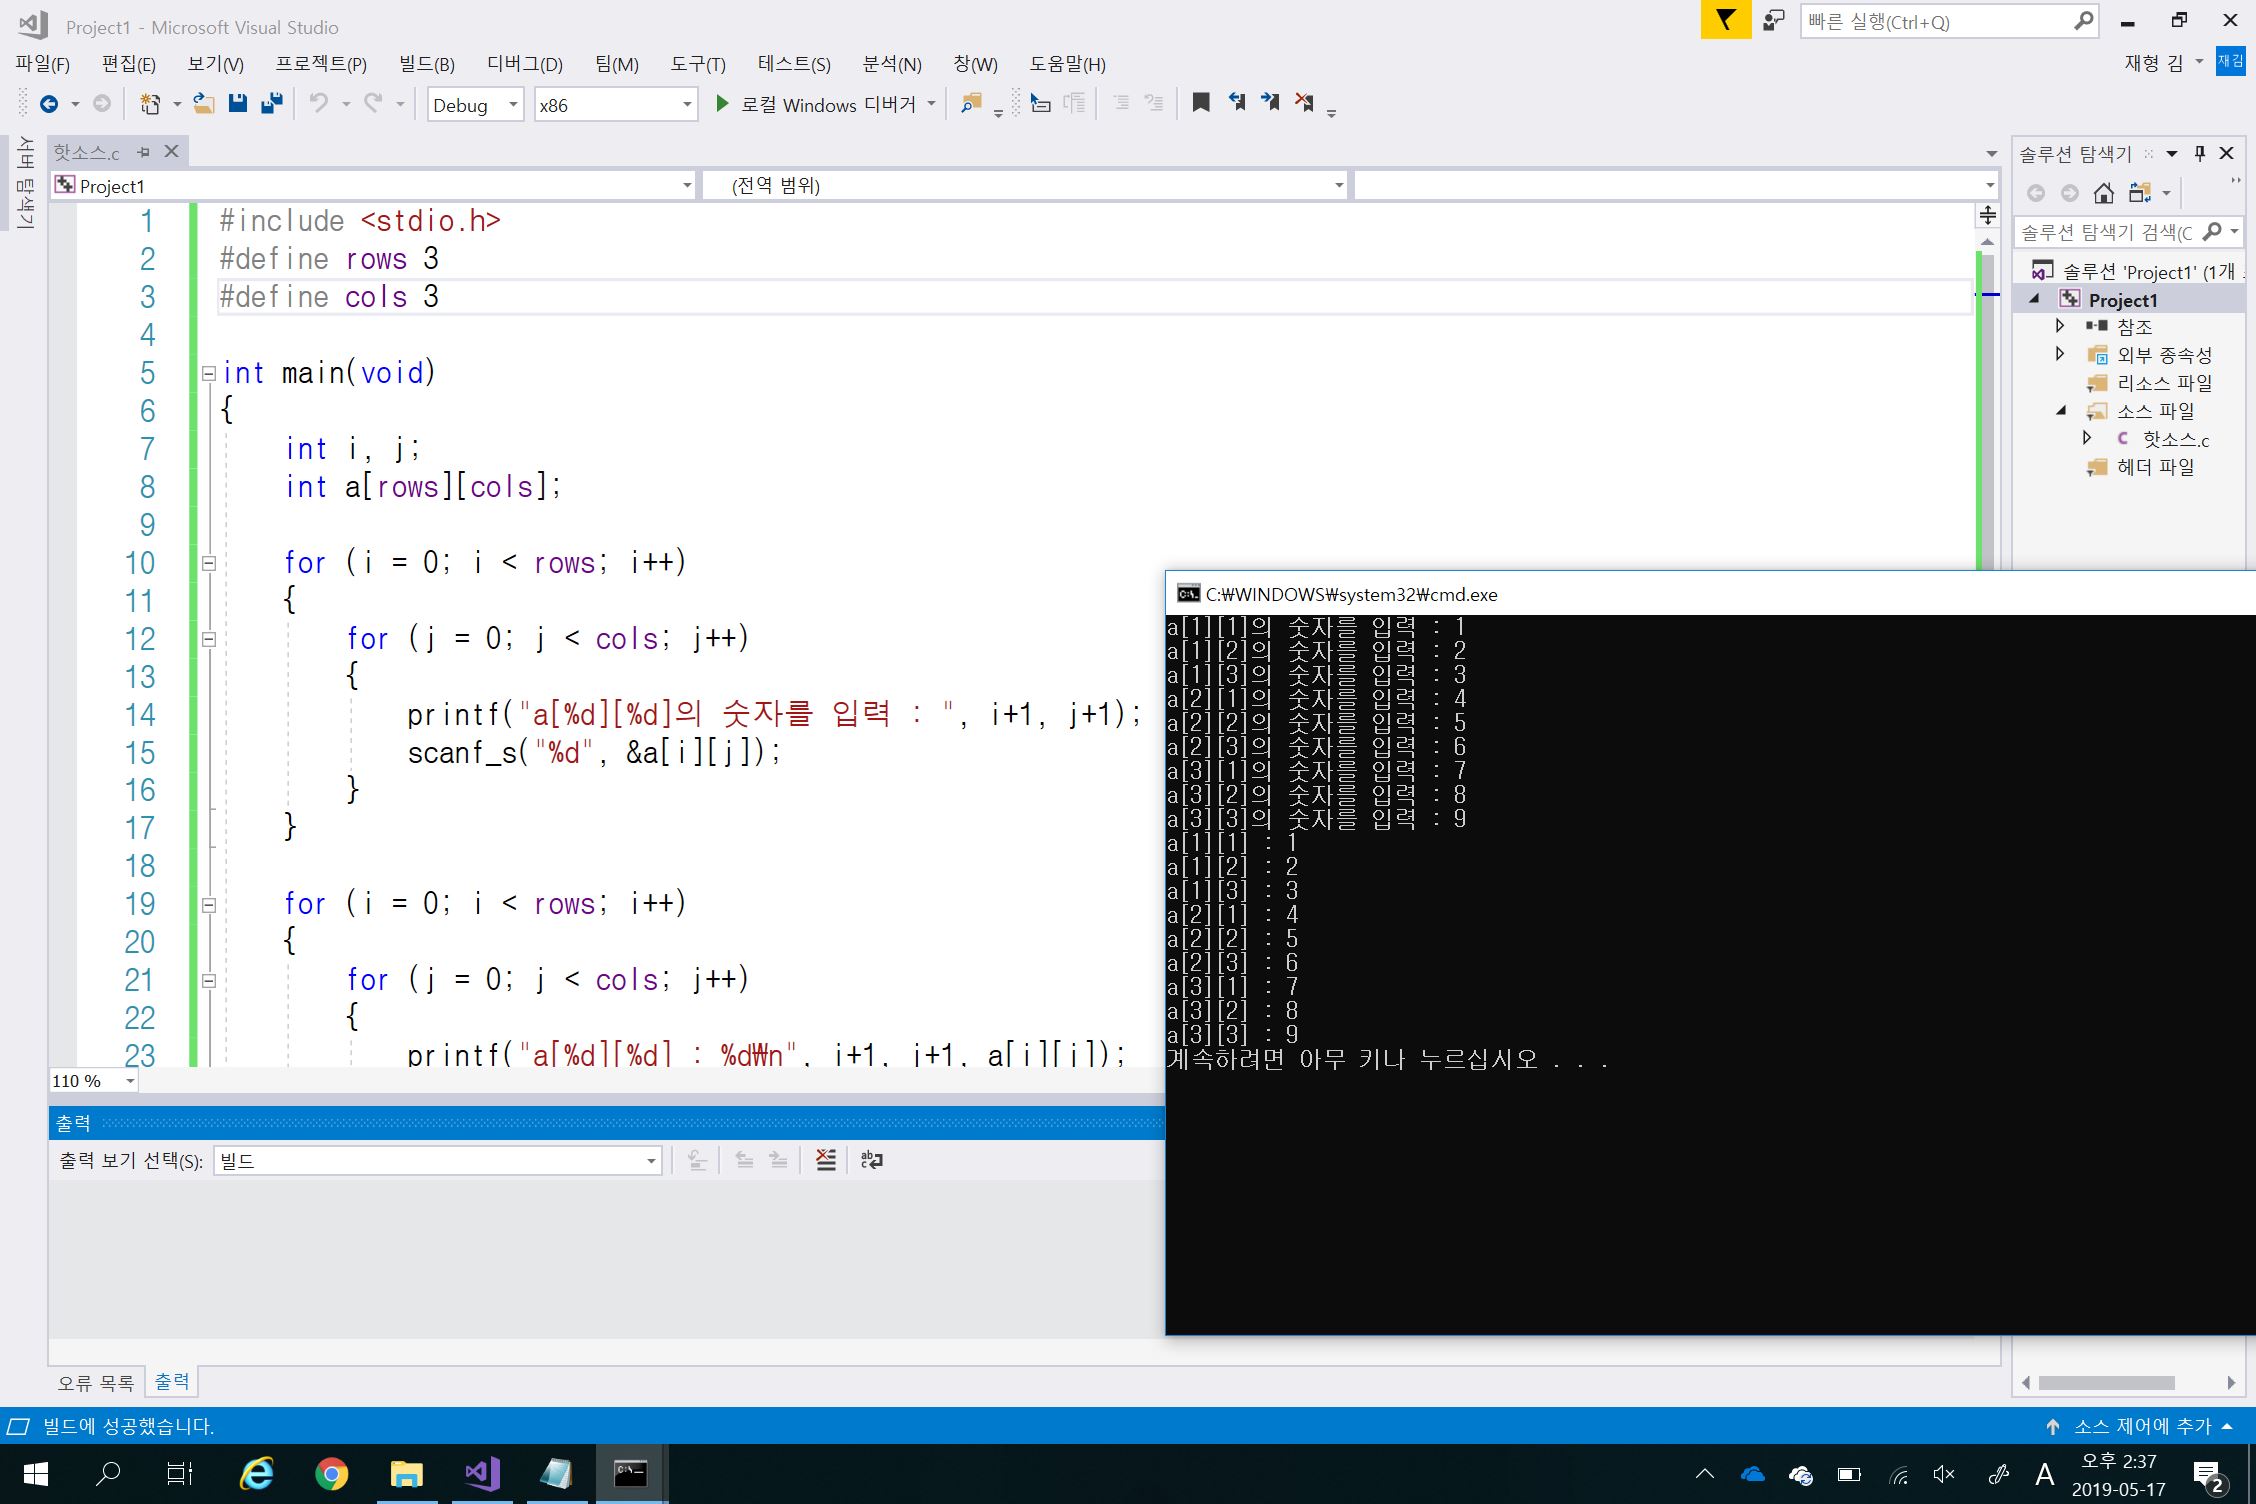 Project1 - Microsoft Visual Studio
빠른 실행(Ctrl+Q)
파일(F) 편집(E) 보기(V) 프로젝트(P) 빌드(B) 디버그(D) 팀(M) 도구(T) 테스트(S) 분석(N) 창(W) 도움말(H)
재형 김
재김
Debug x86 로컬 Windows 디버거
서버 탐색기
핫소스.c
Project1
(전역 범위)
1 #include <stdio.h>
2 #define rows 3
3 #define cols 3
4
5 int main(void)
6 {
7 int i, j;
8 int a[rows][cols];
9
10 for (i = 0; i < rows; i++)
11 {
12 for (j = 0; j < cols; j++)
13 {
14 printf("a[%d][%d]의 숫자를 입력 : ", i+1, j+1);
15 scanf_s("%d", &a[i][j]);
16 }
17 }
18
19 for (i = 0; i < rows; i++)
20 {
21 for (j = 0; j < cols; j++)
22 {
23 printf("a[%d][%d] : %d₩n", i+1, j+1, a[i][j]);
110 %
솔루션 탐색기
솔루션 탐색기 검색(C
솔루션 'Project1' (1개
Project1
참조
외부 종속성
리소스 파일
소스 파일
핫소스.c
헤더 파일
C:₩WINDOWS₩system32₩cmd.exe
a[1][1]의 숫자를 입력 : 1
a[1][2]의 숫자를 입력 : 2
a[1][3]의 숫자를 입력 : 3
a[2][1]의 숫자를 입력 : 4
a[2][2]의 숫자를 입력 : 5
a[2][3]의 숫자를 입력 : 6
a[3][1]의 숫자를 입력 : 7
a[3][2]의 숫자를 입력 : 8
a[3][3]의 숫자를 입력 : 9
a[1][1] : 1
a[1][2] : 2
a[1][3] : 3
a[2][1] : 4
a[2][2] : 5
a[2][3] : 6
a[3][1] : 7
a[3][2] : 8
a[3][3] : 9
계속하려면 아무 키나 누르십시오 . . .
출력
출력 보기 선택(S): 빌드
오류 목록 출력
빌드에 성공했습니다.
소스 제어에 추가
A
오후 2:37
2019-05-17
2